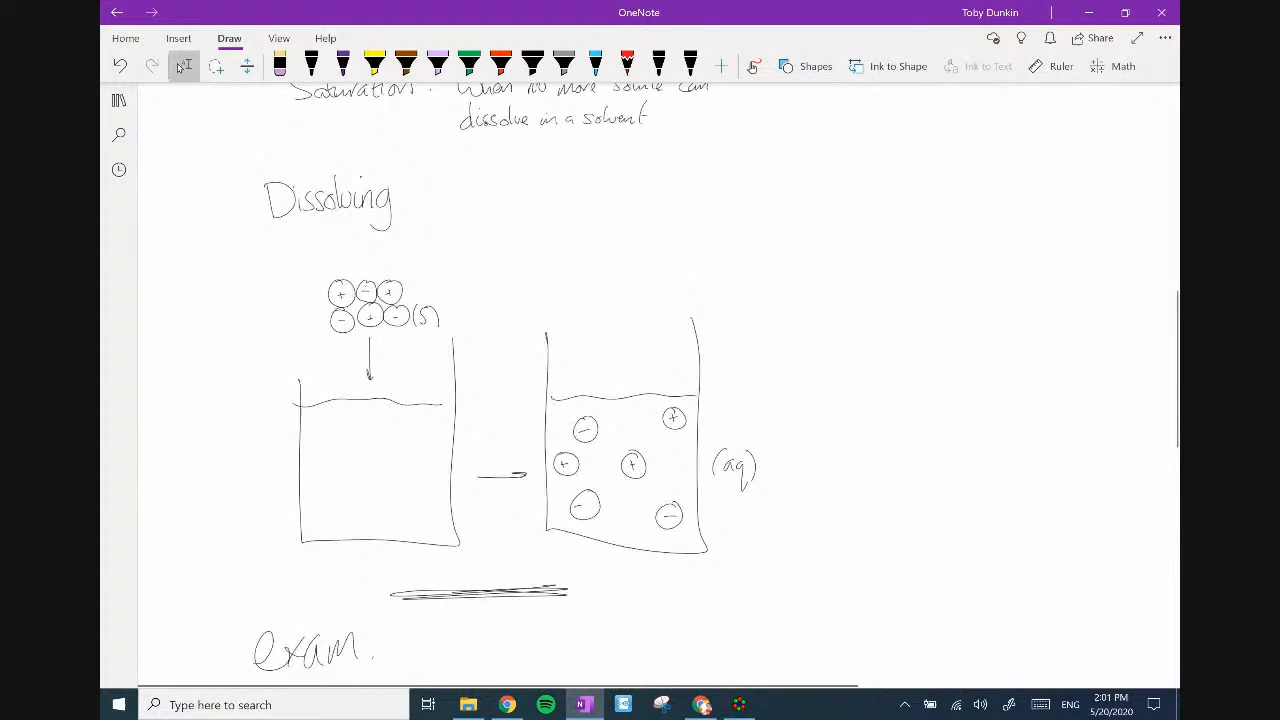 OneNote
Toby Dunkin
Home Insert Draw View Help
Share
Shapes Ink to Shape Ink to Text Ruler Math
Saturation: When no more solute can
dissolve in a solvent
Dissolving
+ - +
- + - (s)
- +
+ +
- -
(aq)
exam.
Type here to search
ENG
2:01 PM
5/20/2020